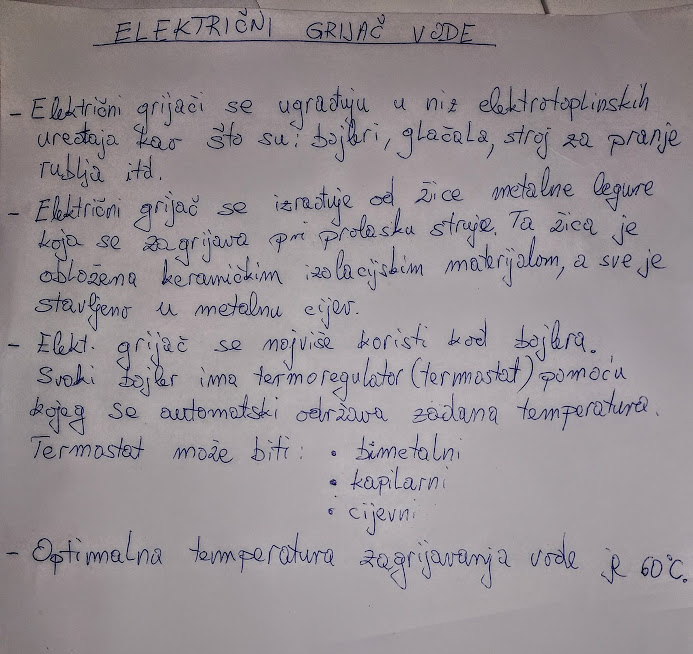 ELEKTRIČNI GRIJAČ VODE
- Električni grijači se ugrađuju u niz elektrotoplinskih
uređaja kao što su: bojleri, glačala, stroj za pranje
rublja itd.
- Električni grijač se izrađuje od žice metalne legure
koja se zagrijava pri prolasku struje. Ta žica je
obložena keramičkim izolacijskim materijalom, a sve je
stavljeno u metalnu cijev.
- Elekt. grijač se najviše koristi kod bojlera.
Svaki bojler ima termoregulator (termostat) pomoću
kojeg se automatski održava zadana temperatura.
Termostat može biti: • bimetalni
• kapilarni
• cijevni
- Optimalna temperatura zagrijavanja vode je 60°C.